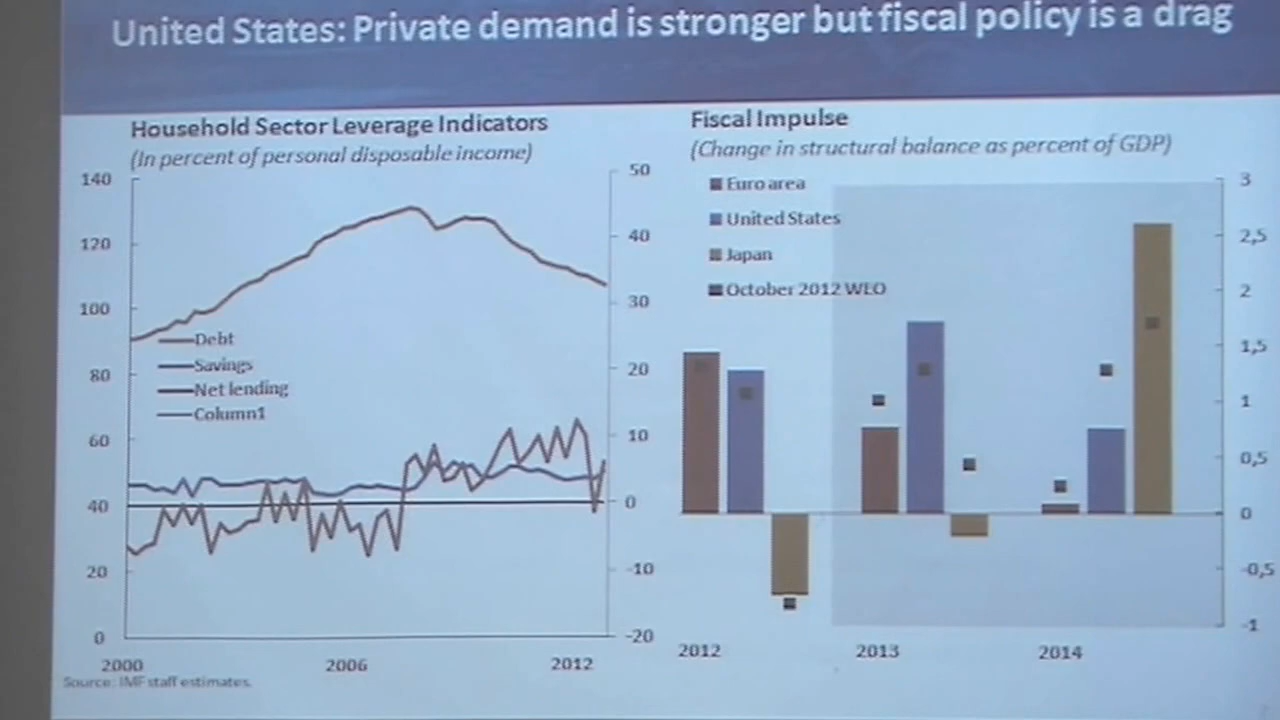 United States: Private demand is stronger but fiscal policy is a drag
Household Sector Leverage Indicators
(In percent of personal disposable income)
140
120
100
80
60
40
20
0
50
40
30
20
10
0
-10
-20
Debt
Savings
Net lending
Column1
2000
2006
2012
Source: IMF staff estimates.
Fiscal Impulse
(Change in structural balance as percent of GDP)
Euro area
United States
Japan
October 2012 WEO
3
2,5
2
1,5
1
0,5
0
-0,5
-1
2012
2013
2014